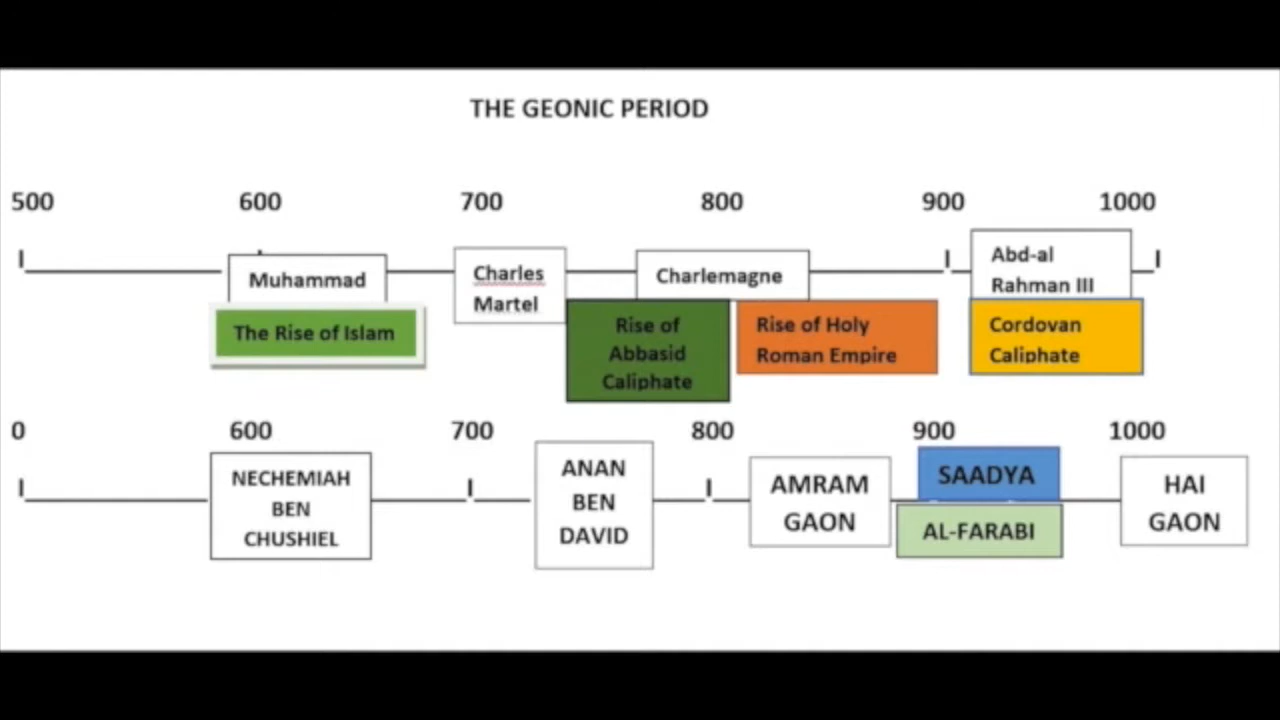 THE GEONIC PERIOD
500 600 700 800 900 1000
Muhammad
Charles
Martel
Charlemagne
Abd-al
Rahman III
The Rise of Islam
Rise of
Abbasid
Caliphate
Rise of Holy
Roman Empire
Cordovan
Caliphate
0 600 700 800 900 1000
NECHEMIAH
BEN
CHUSHIEL
ANAN
BEN
DAVID
AMRAM
GAON
SAADYA
AL-FARABI
HAI
GAON